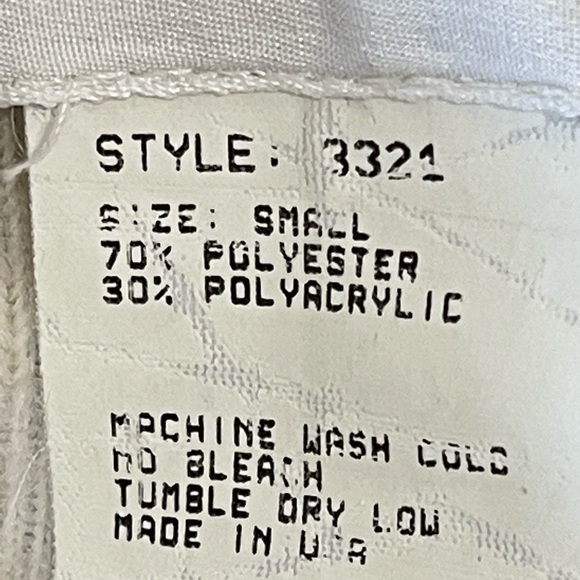 STYLE: 3321
SIZE: SMALL
70% POLYESTER
30% POLYACRYLIC
MACHINE WASH COLD
NO BLEACH
TUMBLE DRY LOW
MADE IN USA